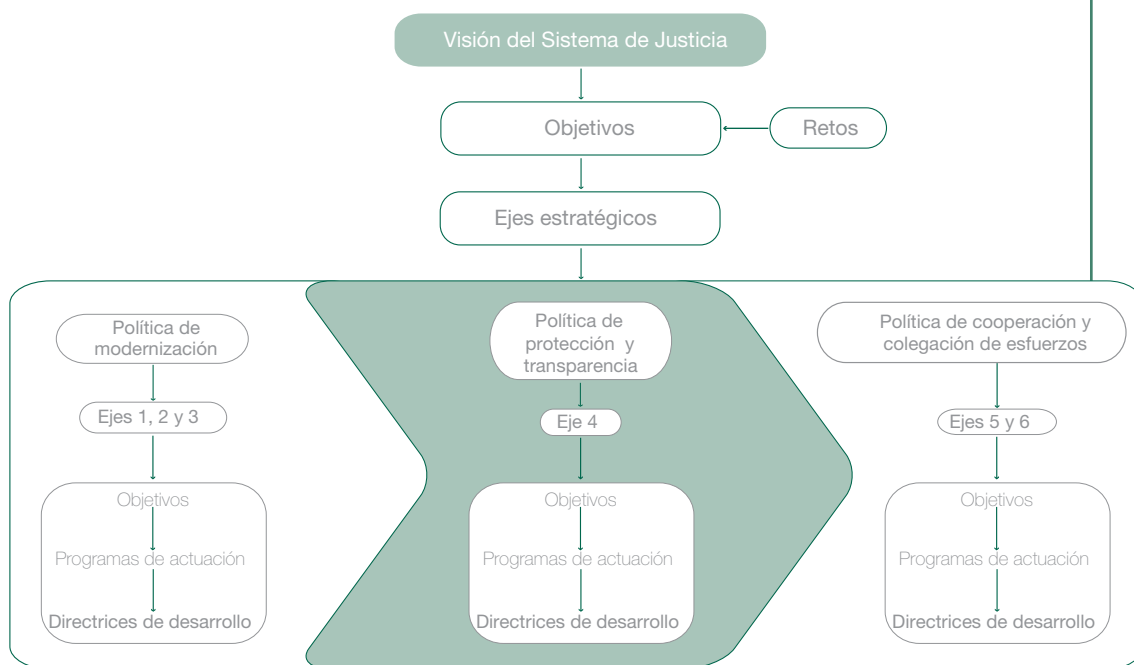 Visión del Sistema de Justicia
Objetivos
Retos
Ejes estratégicos
Política de
modernización
Ejes 1, 2 y 3
Objetivos
Programas de actuación
Directrices de desarrollo
Política de
protección y
transparencia
Eje 4
Objetivos
Programas de actuación
Directrices de desarrollo
Política de cooperación y
colegación de esfuerzos
Ejes 5 y 6
Objetivos
Programas de actuación
Directrices de desarrollo